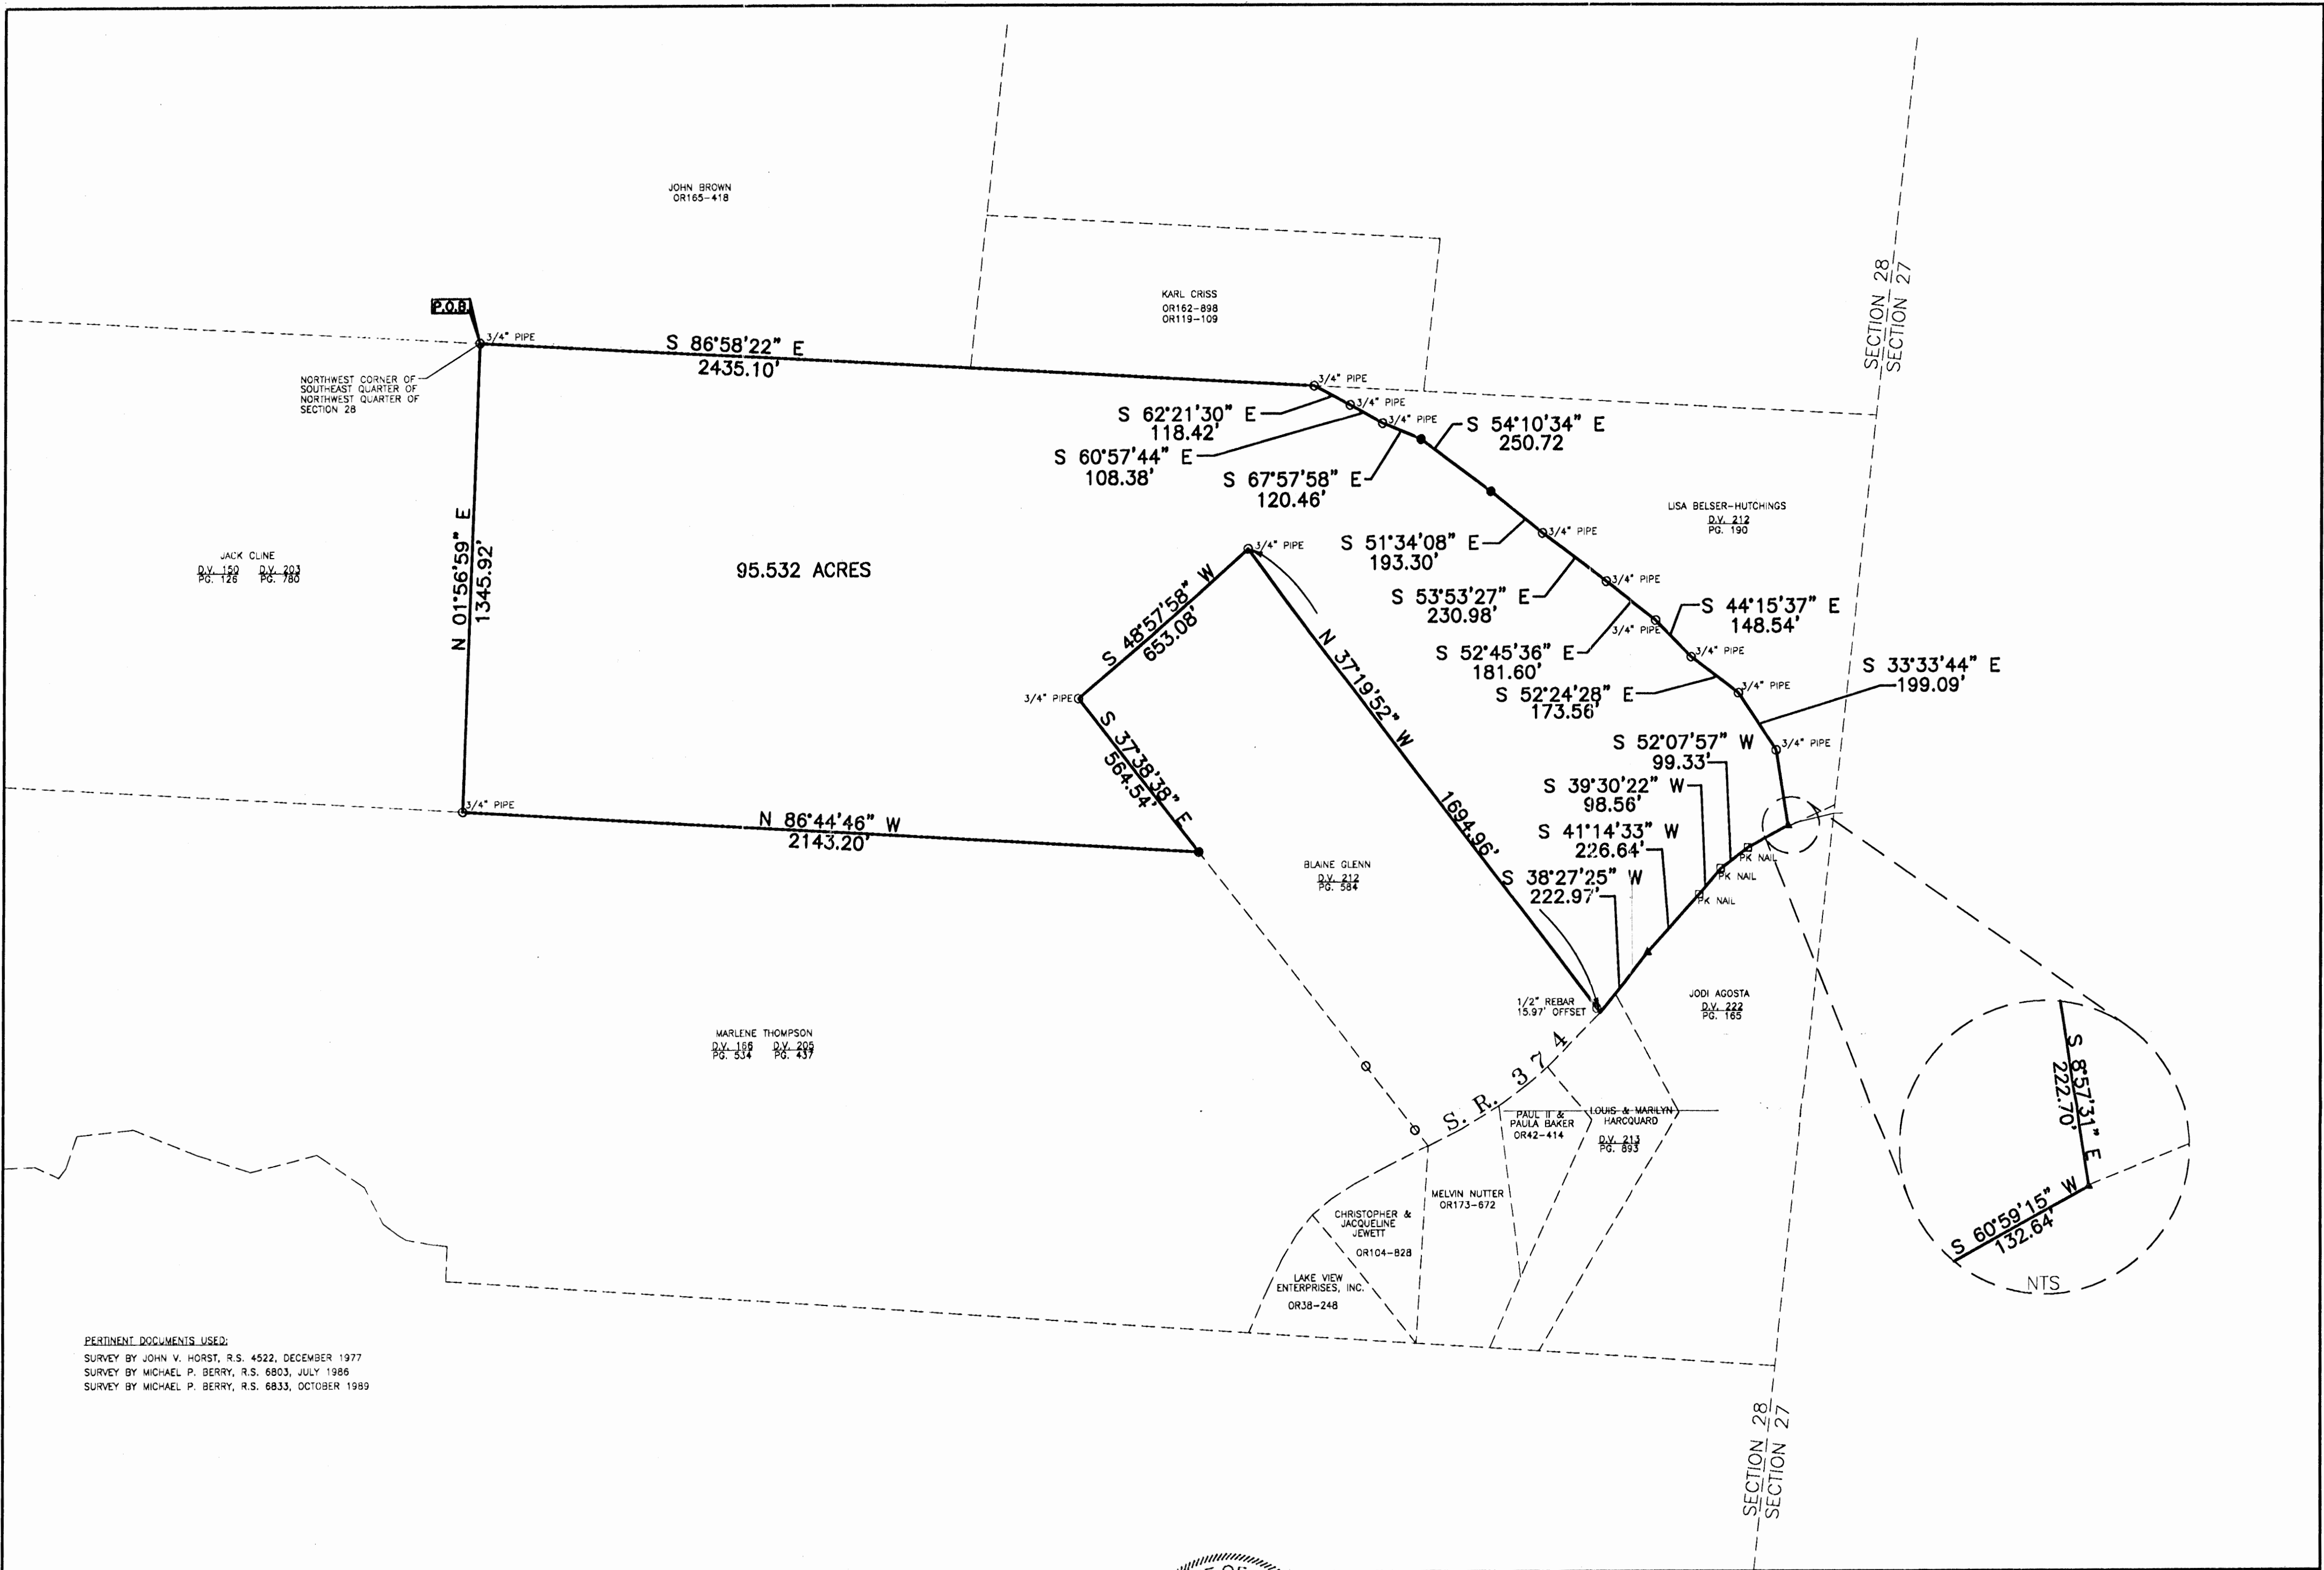 JOHN BROWN
OR165-418
KARL CRISS
OR162-898
OR119-109
SECTION 28
SECTION 27
P.O.B.
3/4" PIPE
NORTHWEST CORNER OF
SOUTHEAST QUARTER OF
NORTHWEST QUARTER OF
SECTION 28
S 86°58'22" E
2435.10'
3/4" PIPE
S 62°21'30" E
118.42'
3/4" PIPE
S 60°57'44" E
108.38'
3/4" PIPE
S 67°57'58" E
120.46'
S 54°10'34" E
250.72
LISA BELSER-HUTCHINGS
D.V. 212
PG. 190
S 51°34'08" E
193.30'
3/4" PIPE
S 53°53'27" E
230.98'
3/4" PIPE
S 52°45'36" E
181.60'
3/4" PIPE
S 44°15'37" E
148.54'
3/4" PIPE
S 52°24'28" E
173.56'
3/4" PIPE
S 33°33'44" E
199.09'
3/4" PIPE
JACK CLINE
D.V. 150 D.V. 203
PG. 126 PG. 780
N 01°56'59" E
1345.92'
95.532 ACRES
3/4" PIPE
S 48°57'58" W
653.08'
3/4" PIPE
S 37°38'38" E
564.54'
N 37°19'52" W
1694.96'
3/4" PIPE
N 86°44'46" W
2143.20'
S 52°07'57" W
99.33'
S 39°30'22" W
98.56'
S 41°14'33" W
226.64'
S 38°27'25" W
222.97'
PK NAIL
PK NAIL
PK NAIL
BLAINE GLENN
D.V. 212
PG. 584
1/2" REBAR
15.97' OFFSET
JODI AGOSTA
D.V. 222
PG. 165
MARLENE THOMPSON
D.V. 166 D.V. 205
PG. 534 PG. 437
S. R. 374
PAUL II &
PAULA BAKER
OR42-414
LOUIS & MARILYN
HARCQUARD
D.V. 213
PG. 893
MELVIN NUTTER
OR173-672
CHRISTOPHER &
JACQUELINE
JEWETT
OR104-828
LAKE VIEW
ENTERPRISES, INC.
OR38-248
S 8°57'31" E
222.70'
S 60°59'15" W
132.64'
NTS
PERTINENT DOCUMENTS USED:
SURVEY BY JOHN V. HORST, R.S. 4522, DECEMBER 1977
SURVEY BY MICHAEL P. BERRY, R.S. 6803, JULY 1986
SURVEY BY MICHAEL P. BERRY, R.S. 6833, OCTOBER 1989
SECTION 28
SECTION 27